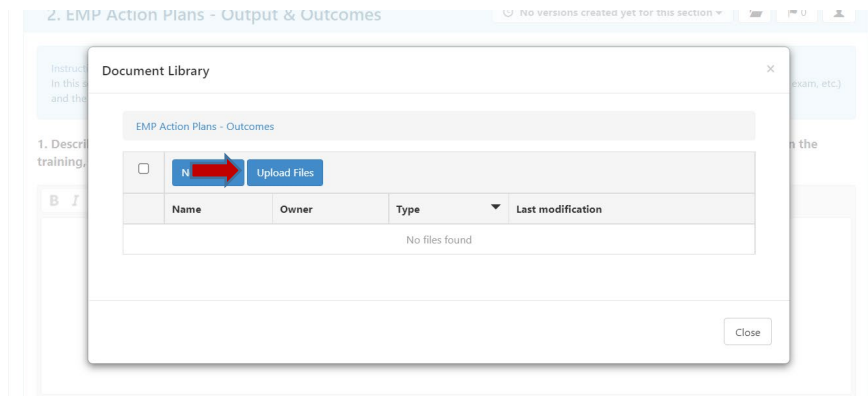 2. EMP Action Plans - Output & Outcomes
No versions created yet for this section
0
Document Library
×
Instructi
In this s
exam, etc.)
and the
EMP Action Plans - Outcomes
1. Descri
n the
training,
N
Upload Files
B I
Name Owner Type Last modification
No files found
Close